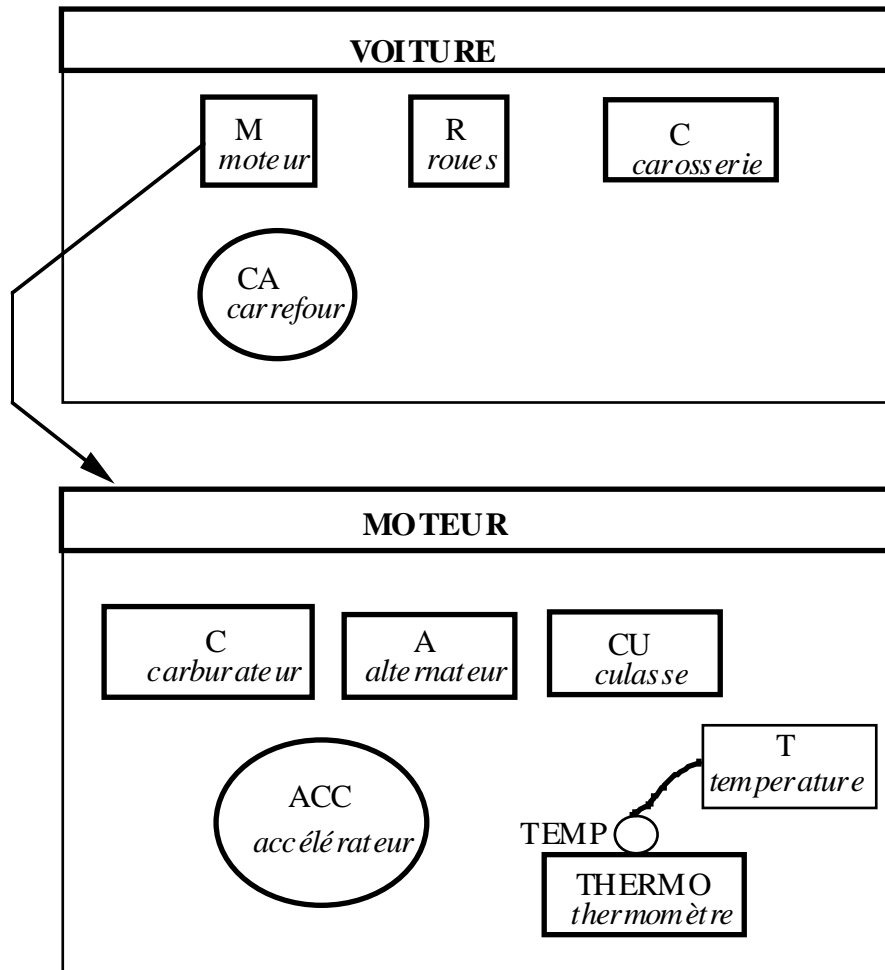 VOITURE
M
moteur
R
roues
C
carosserie
CA
carrefour
MOTEUR
C
carburateur
A
alternateur
CU
culasse
T
temperature
ACC
accélérateur
TEMP
THERMO
thermomètre